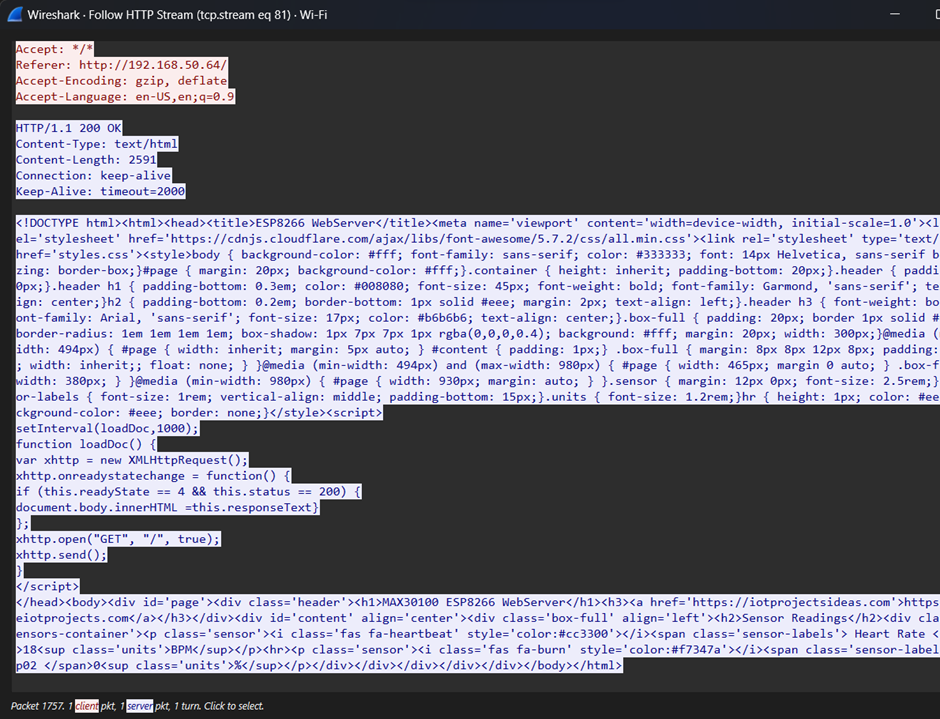 Wireshark · Follow HTTP Stream (tcp.stream eq 81) · Wi-Fi
Accept: */*
Referer: http://192.168.50.64/
Accept-Encoding: gzip, deflate
Accept-Language: en-US,en;q=0.9
HTTP/1.1 200 OK
Content-Type: text/html
Content-Length: 2591
Connection: keep-alive
Keep-Alive: timeout=2000
<!DOCTYPE html><html><head><title>ESP8266 WebServer</title><meta name='viewport' content='width=device-width, initial-scale=1.0'><l
el='stylesheet' href='https://cdnjs.cloudflare.com/ajax/libs/font-awesome/5.7.2/css/all.min.css'><link rel='stylesheet' type='text/
href='styles.css'><style>body { background-color: #fff; font-family: sans-serif; color: #333333; font: 14px Helvetica, sans-serif b
zing: border-box;}#page { margin: 20px; background-color: #fff;}.container { height: inherit; padding-bottom: 20px;}.header { paddi
0px;}.header h1 { padding-bottom: 0.3em; color: #008080; font-size: 45px; font-weight: bold; font-family: Garmond, 'sans-serif'; te
ign: center;}h2 { padding-bottom: 0.2em; border-bottom: 1px solid #eee; margin: 2px; text-align: left;}.header h3 { font-weight: bo
ont-family: Arial, 'sans-serif'; font-size: 17px; color: #b6b6b6; text-align: center;}.box-full { padding: 20px; border 1px solid #
border-radius: 1em 1em 1em 1em; box-shadow: 1px 7px 7px 1px rgba(0,0,0,0.4); background: #fff; margin: 20px; width: 300px;}@media (
idth: 494px) { #page { width: inherit; margin: 5px auto; } #content { padding: 1px;} .box-full { margin: 8px 8px 12px 8px; padding:
; width: inherit;; float: none; } }@media (min-width: 494px) and (max-width: 980px) { #page { width: 465px; margin 0 auto; } .box-f
width: 380px; } }@media (min-width: 980px) { #page { width: 930px; margin: auto; } }.sensor { margin: 12px 0px; font-size: 2.5rem;}
or-labels { font-size: 1rem; vertical-align: middle; padding-bottom: 15px;}.units { font-size: 1.2rem;}hr { height: 1px; color: #ee
ckground-color: #eee; border: none;}</style><script>
setInterval(loadDoc,1000);
function loadDoc() {
var xhttp = new XMLHttpRequest();
xhttp.onreadystatechange = function() {
if (this.readyState == 4 && this.status == 200) {
document.body.innerHTML =this.responseText}
};
xhttp.open("GET", "/", true);
xhttp.send();
}
</script>
</head><body><div id='page'><div class='header'><h1>MAX30100 ESP8266 WebServer</h1><h3><a href='https://iotprojectsideas.com'>https
eiotprojects.com</a></h3></div><div id='content' align='center'><div class='box-full' align='left'><h2>Sensor Readings</h2><div cla
ensors-container'><p class='sensor'><i class='fas fa-heartbeat' style='color:#cc3300'></i><span class='sensor-labels'> Heart Rate <
>18<sup class='units'>BPM</sup></p><hr><p class='sensor'><i class='fas fa-burn' style='color:#f7347a'></i><span class='sensor-label
p02 </span>0<sup class='units'>%</sup></p></div></div></div></div></div></body></html>
Packet 1757. 1 client pkt, 1 server pkt, 1 turn. Click to select.